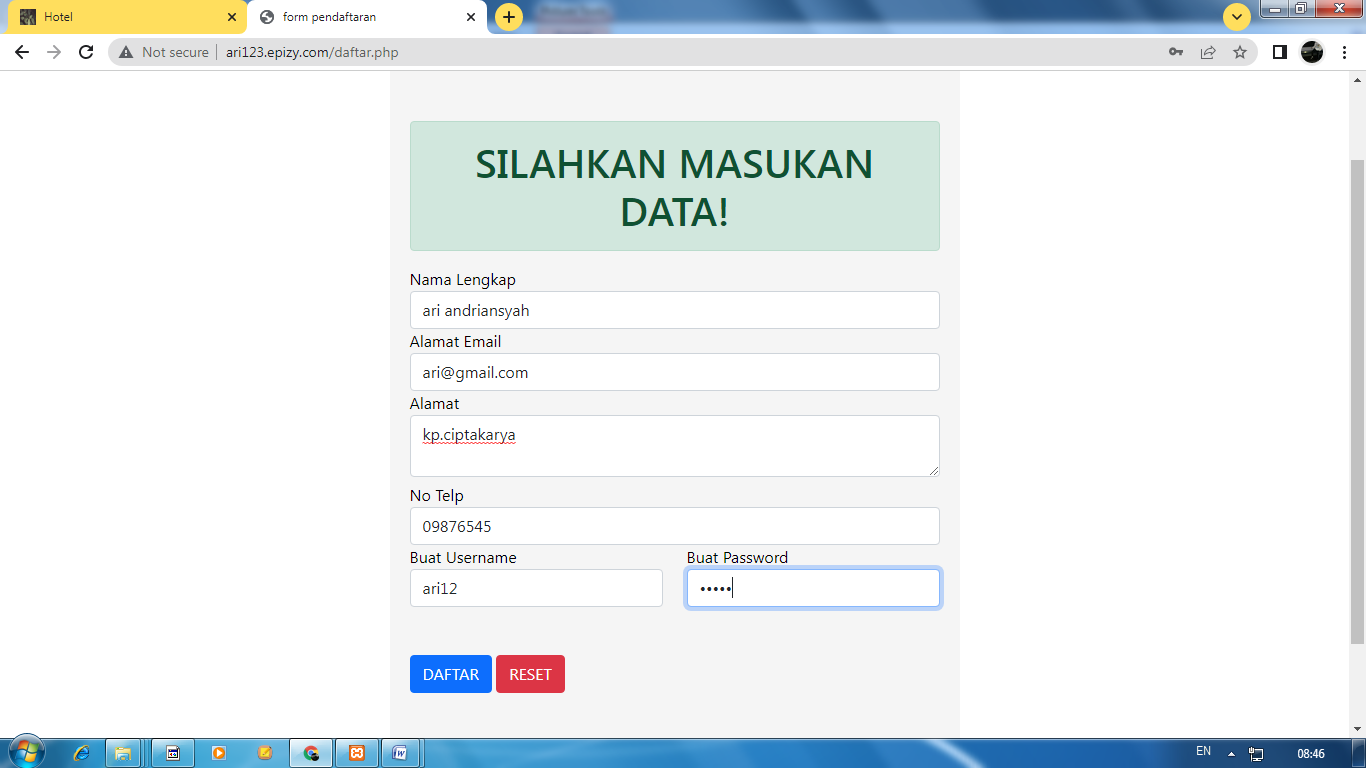 Hotel
form pendaftaran
Not secure
ari123.epizy.com/daftar.php
SILAHKAN MASUKAN
DATA!
Nama Lengkap
ari andriansyah
Alamat Email
ari@gmail.com
Alamat
kp.ciptakarya
No Telp
09876545
Buat Username
Buat Password
ari12
•••••
DAFTAR
RESET
EN
08:46